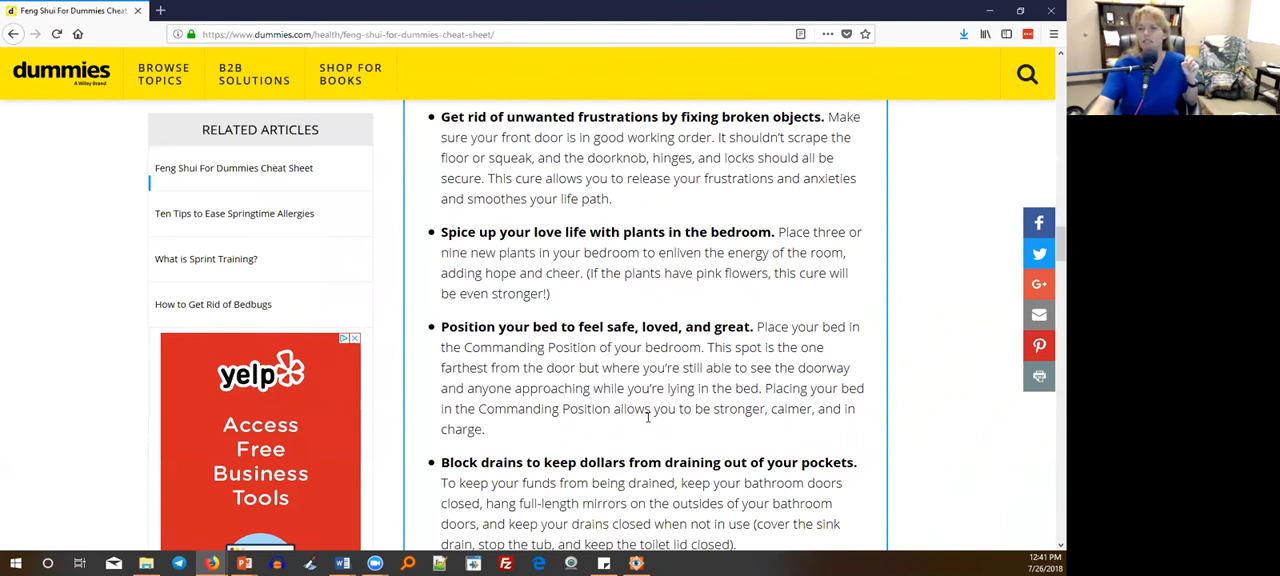 Feng Shui For Dummies Cheat
https://www.dummies.com/health/feng-shui-for-dummies-cheat-sheet/
dummies
A Wiley Brand
BROWSE
TOPICS
B2B
SOLUTIONS
SHOP FOR
BOOKS
RELATED ARTICLES
Feng Shui For Dummies Cheat Sheet
Ten Tips to Ease Springtime Allergies
What is Sprint Training?
How to Get Rid of Bedbugs
yelp
Access
Free
Business
Tools
Get rid of unwanted frustrations by fixing broken objects. Make
sure your front door is in good working order. It shouldn't scrape the
floor or squeak, and the doorknob, hinges, and locks should all be
secure. This cure allows you to release your frustrations and anxieties
and smoothes your life path.
Spice up your love life with plants in the bedroom. Place three or
nine new plants in your bedroom to enliven the energy of the room,
adding hope and cheer. (If the plants have pink flowers, this cure will
be even stronger!)
Position your bed to feel safe, loved, and great. Place your bed in
the Commanding Position of your bedroom. This spot is the one
farthest from the door but where you're still able to see the doorway
and anyone approaching while you're lying in the bed. Placing your bed
in the Commanding Position allows you to be stronger, calmer, and in
charge.
Block drains to keep dollars from draining out of your pockets.
To keep your funds from being drained, keep your bathroom doors
closed, hang full-length mirrors on the outsides of your bathroom
doors, and keep your drains closed when not in use (cover the sink
drain, stop the tub, and keep the toilet lid closed).
G+
12:41 PM
7/26/2018